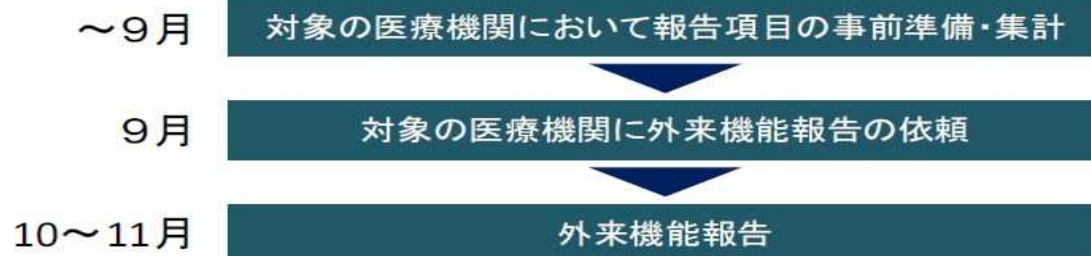 ～９月
対象の医療機関において報告項目の事前準備・集計
９月
対象の医療機関に外来機能報告の依頼
10～11月
外来機能報告